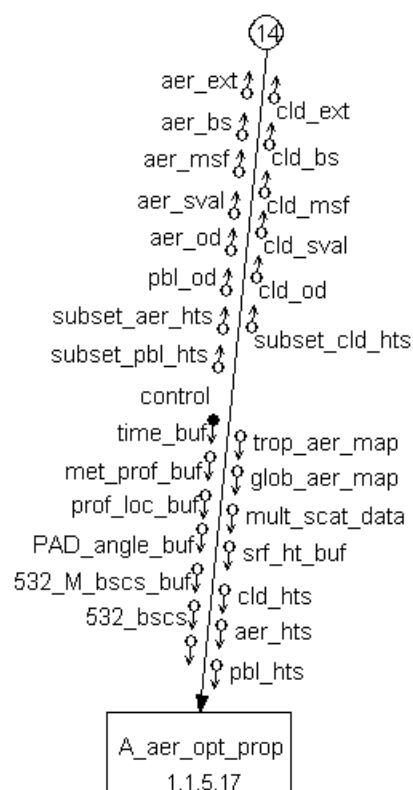 14
aer_ext
cld_ext
aer_bs
cld_bs
aer_msf
cld_msf
aer_sval
cld_sval
aer_od
cld_od
pbl_od
subset_aer_hts
subset_cld_hts
subset_pbl_hts
control
time_buf
trop_aer_map
met_prof_buf
glob_aer_map
prof_loc_buf
mult_scat_data
PAD_angle_buf
srf_ht_buf
532_M_bscs_buf
cld_hts
532_bscs
aer_hts
pbl_hts
A_aer_opt_prop
1.1.5.17